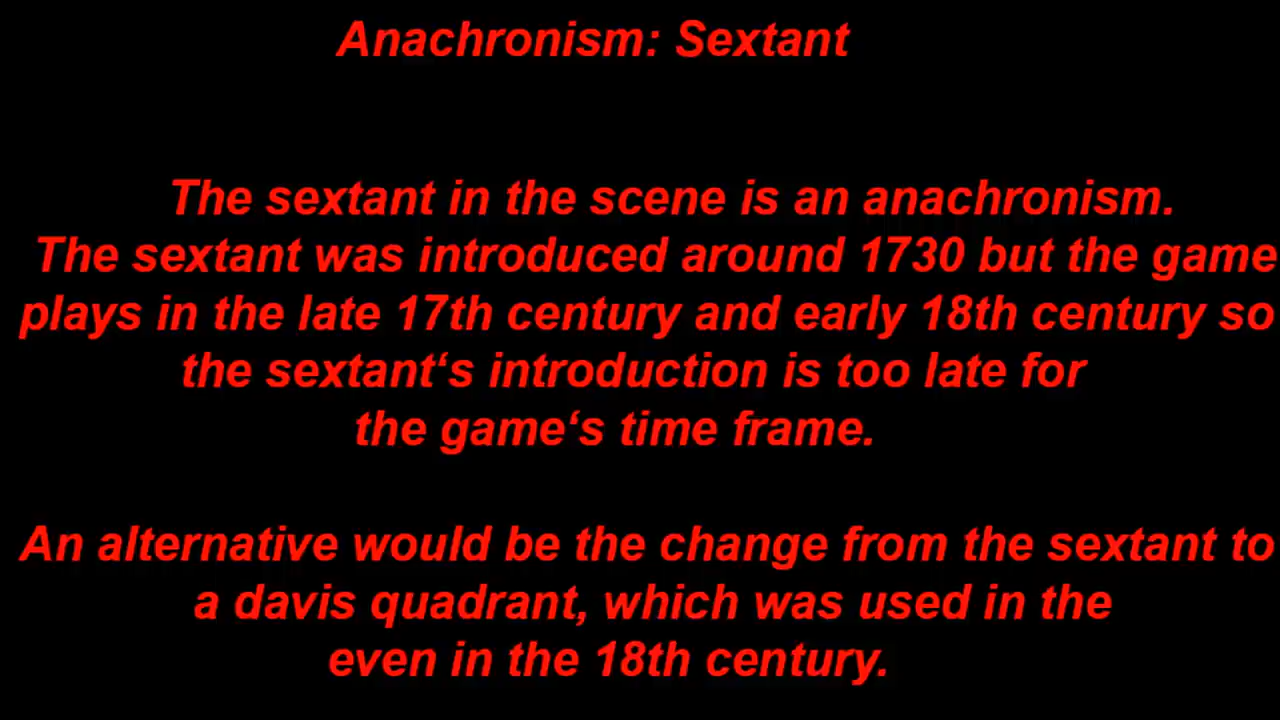 Anachronism: Sextant
The sextant in the scene is an anachronism.
The sextant was introduced around 1730 but the game
plays in the late 17th century and early 18th century so
the sextant‘s introduction is too late for
the game‘s time frame.
An alternative would be the change from the sextant to
a davis quadrant, which was used in the
even in the 18th century.